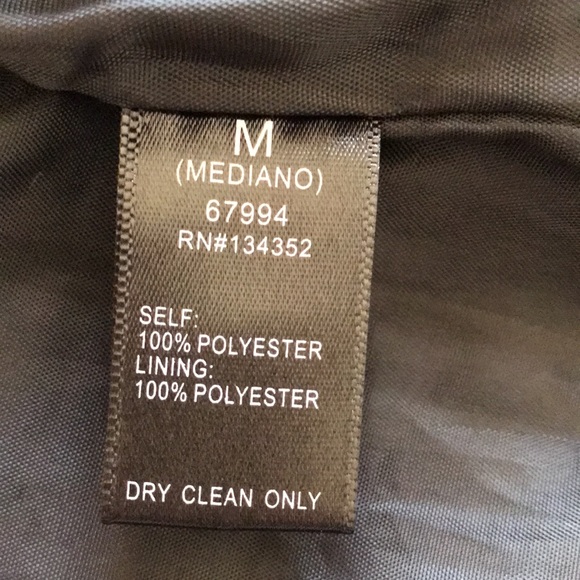 M
(MEDIANO)
67994
RN#134352
SELF:
100% POLYESTER
LINING:
100% POLYESTER
DRY CLEAN ONLY